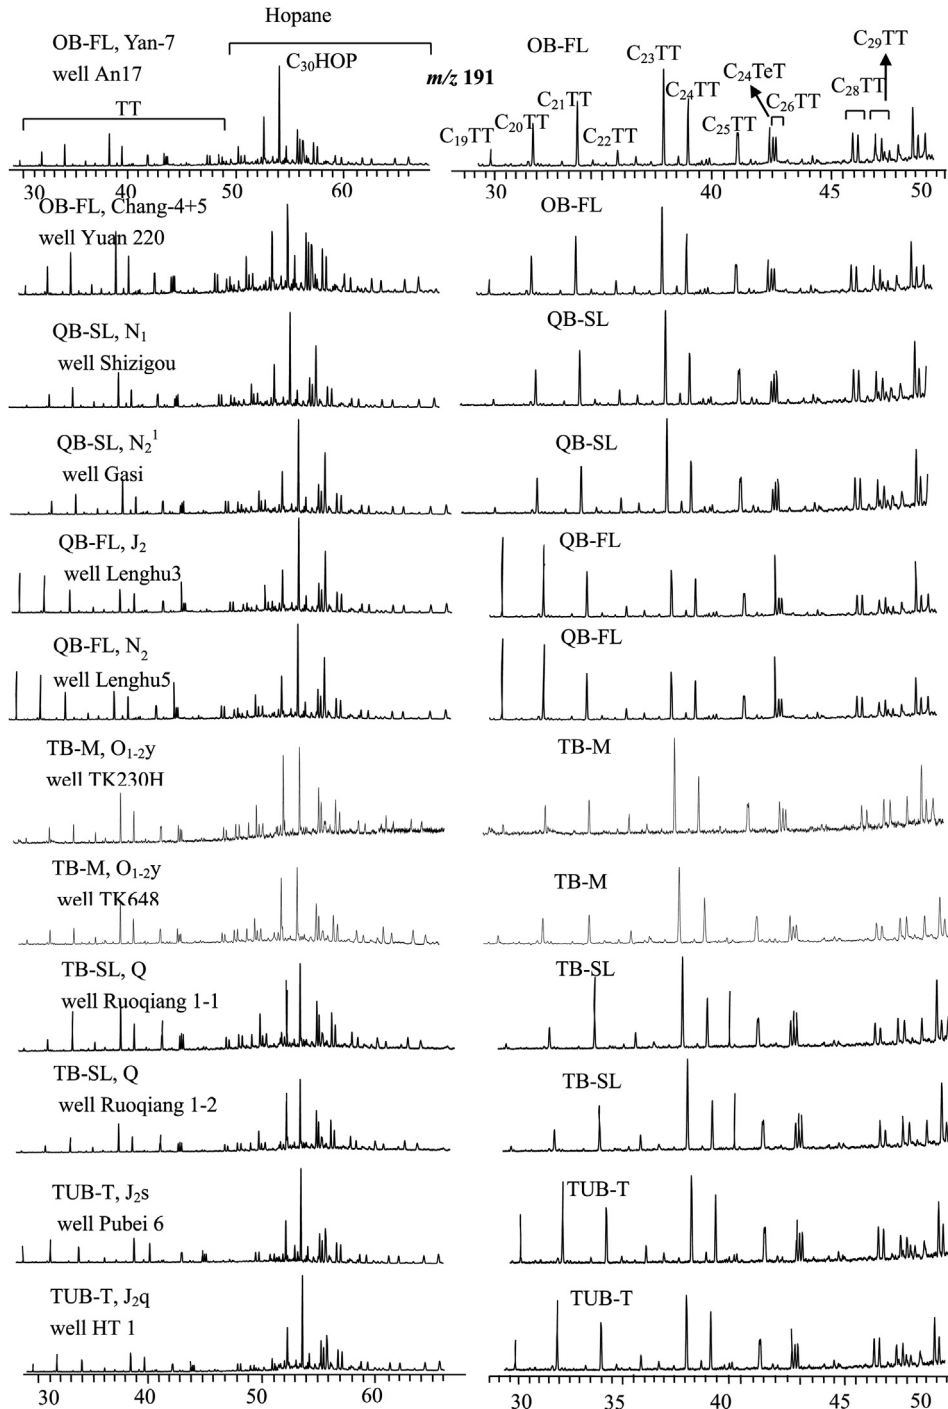 Hopane
OB-FL, Yan-7
well An17
C₃₀HOP
TT
m/z 191
OB-FL
C₁₉TT
C₂₀TT
C₂₁TT
C₂₂TT
C₂₃TT
C₂₄TT
C₂₅TT
C₂₄TeT
C₂₆TT
C₂₈TT
C₂₉TT
30 40 50 60
30 40 45 50
OB-FL, Chang-4+5
well Yuan 220
OB-FL
QB-SL, N₁
well Shizigou
QB-SL
QB-SL, N₂¹
well Gasi
QB-SL
QB-FL, J₂
well Lenghu3
QB-FL
QB-FL, N₂
well Lenghu5
QB-FL
TB-M, O₁₋₂y
well TK230H
TB-M
TB-M, O₁₋₂y
well TK648
TB-M
TB-SL, Q
well Ruoqiang 1-1
TB-SL
TB-SL, Q
well Ruoqiang 1-2
TB-SL
TUB-T, J₂s
well Pubei 6
TUB-T
TUB-T, J₂q
well HT 1
TUB-T
30 40 50 60
30 35 40 45 50